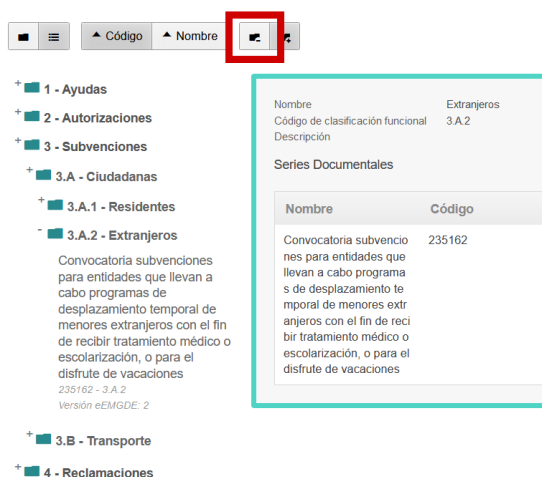 Código
Nombre
+ 1 - Ayudas
+ 2 - Autorizaciones
+ 3 - Subvenciones
+ 3.A - Ciudadanas
+ 3.A.1 - Residentes
- 3.A.2 - Extranjeros
Convocatoria subvenciones
para entidades que llevan a
cabo programas de
desplazamiento temporal de
menores extranjeros con el fin
de recibir tratamiento médico o
escolarización, o para el
disfrute de vacaciones
235162 - 3.A.2
Versión eEMGDE: 2
+ 3.B - Transporte
+ 4 - Reclamaciones
Nombre Extranjeros
Código de clasificación funcional 3.A.2
Descripción
Series Documentales
Nombre Código
Convocatoria subvencio 235162
nes para entidades que
llevan a cabo programa
s de desplazamiento te
mporal de menores extr
anjeros con el fin de reci
bir tratamiento médico o
escolarización, o para el
disfrute de vacaciones